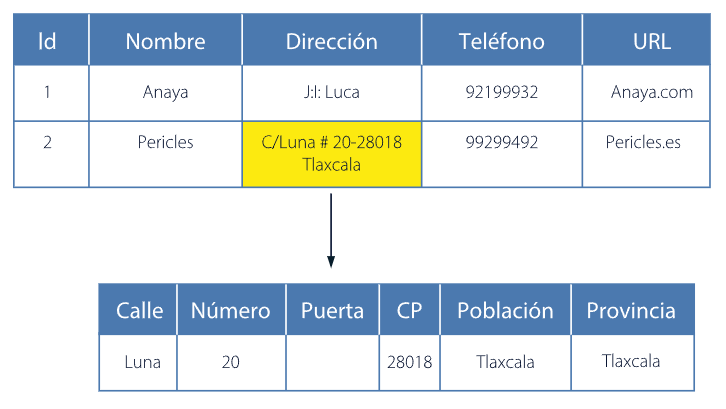 Id Nombre Dirección Teléfono URL
1 Anaya J:I: Luca 92199932 Anaya.com
2 Pericles C/Luna # 20-28018 99299492 Pericles.es
Tlaxcala
Calle Número Puerta CP Población Provincia
Luna 20 28018 Tlaxcala Tlaxcala